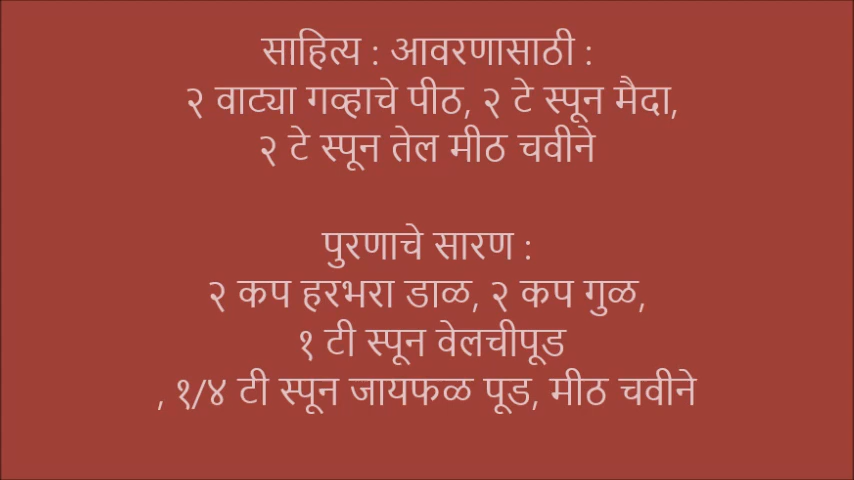 साहित्य : आवरणासाठी :
२ वाट्या गव्हाचे पीठ, २ टे स्पून मैदा,
२ टे स्पून तेल मीठ चवीने
पुरणाचे सारण :
२ कप हरभरा डाळ, २ कप गुळ,
१ टी स्पून वेलचीपूड
, १/४ टी स्पून जायफळ पूड, मीठ चवीने